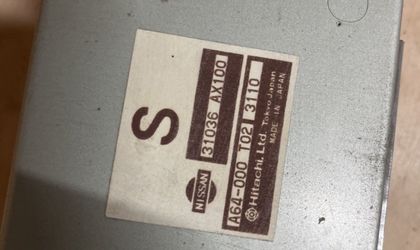 S
NISSAN
31036 AX100
A64-000 T02 3110
Hitachi, Ltd. Tokyo Japan
MADE IN JAPAN